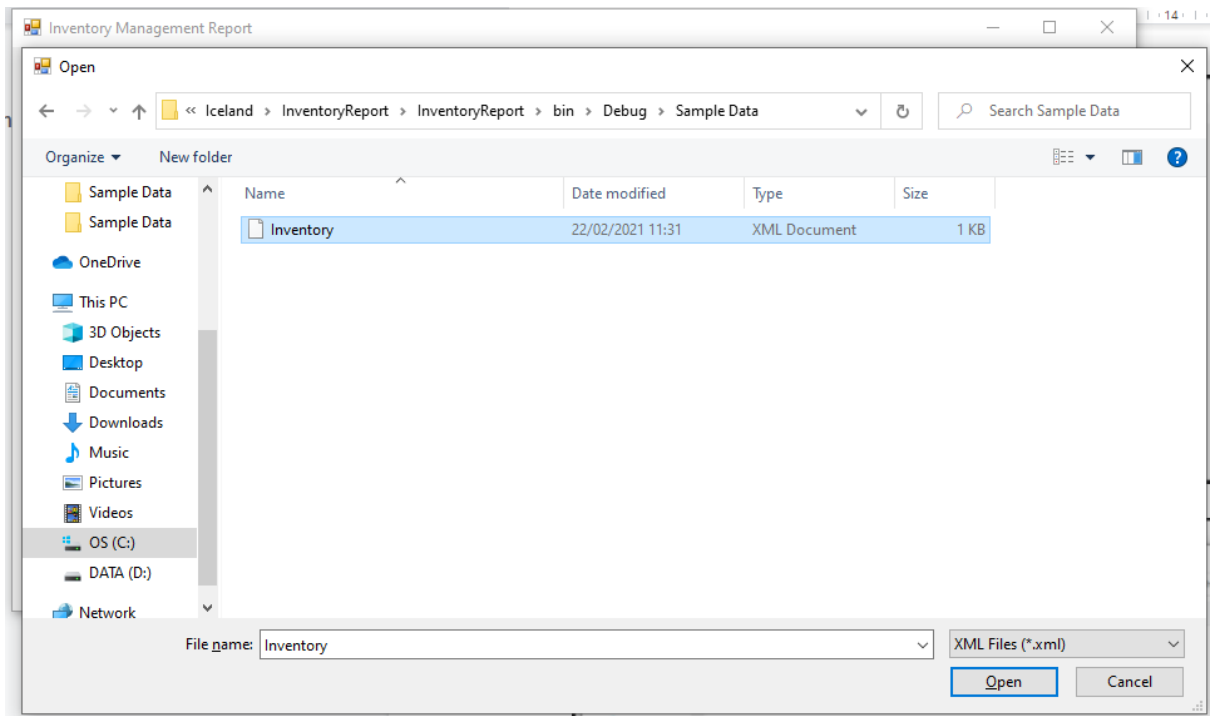 Inventory Management Report
14
Open
« Iceland > InventoryReport > InventoryReport > bin > Debug > Sample Data
Search Sample Data
Organize
New folder
Sample Data
Sample Data
OneDrive
This PC
3D Objects
Desktop
Documents
Downloads
Music
Pictures
Videos
OS (C:)
DATA (D:)
Network
Name Date modified Type Size
Inventory 22/02/2021 11:31 XML Document 1 KB
File name: Inventory
XML Files (*.xml)
Open Cancel